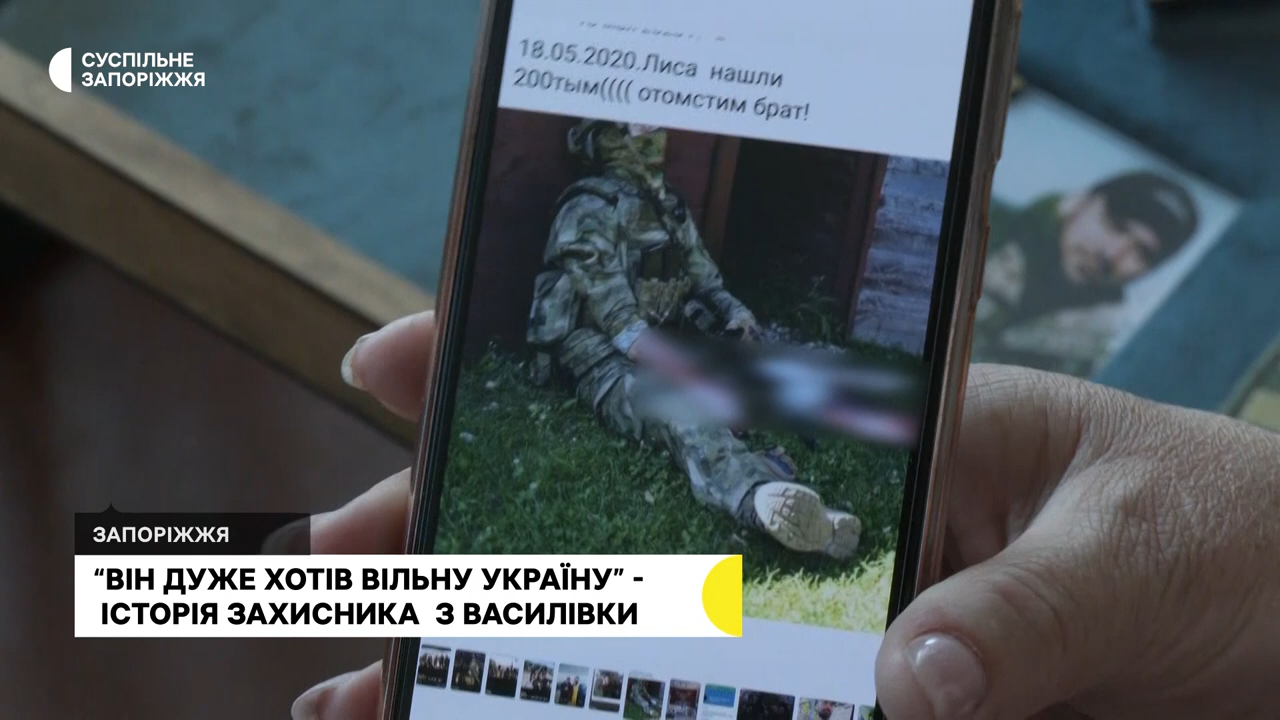 СУСПІЛЬНЕ
ЗАПОРІЖЖЯ
18.05.2020.Лиса нашли
200тым(((( отомстим брат!
ЗАПОРІЖЖЯ
“ВІН ДУЖЕ ХОТІВ ВІЛЬНУ УКРАЇНУ” -
ІСТОРІЯ ЗАХИСНИКА З ВАСИЛІВКИ